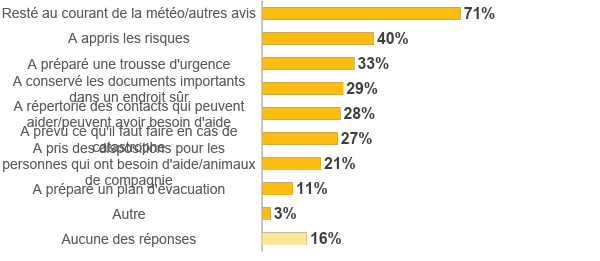 Resté au courant de la météo/autres avis 71%
A appris les risques 40%
A préparé une trousse d'urgence 33%
A conservé les documents importants
dans un endroit sûr 29%
A répertorié des contacts qui peuvent
aider/peuvent avoir besoin d'aide 28%
A prévu ce qu'il faut faire en cas de
catastrophe 27%
A pris des dispositions pour les
personnes qui ont besoin d'aide/animaux
de compagnie 21%
A préparé un plan d'évacuation 11%
Autre 3%
Aucune des réponses 16%